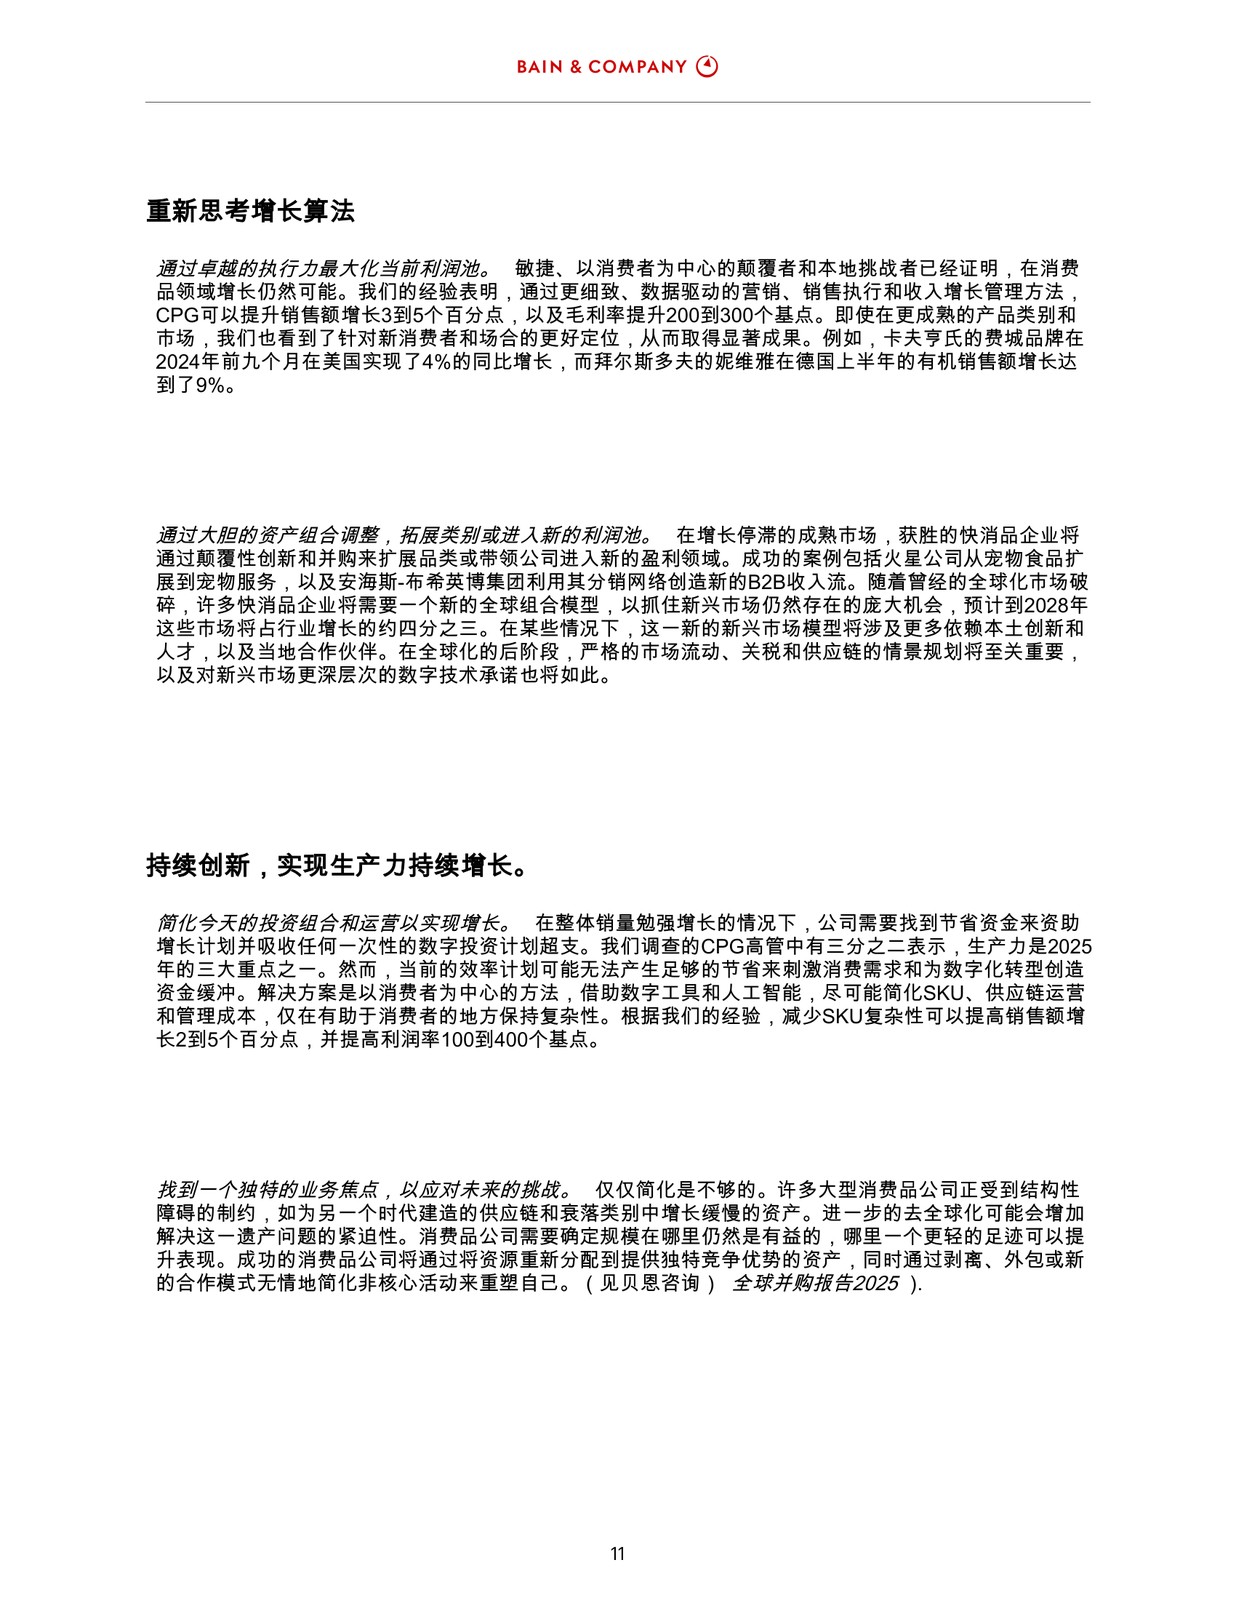 BAIN & COMPANY
重新思考增长算法
通过卓越的执行力最大化当前利润池。 敏捷、以消费者为中心的颠覆者和本地挑战者已经证明，在消费
品领域增长仍然可能。我们的经验表明，通过更细致、数据驱动的营销、销售执行和收入增长管理方法，
CPG可以提升销售额增长3到5个百分点，以及毛利率提升200到300个基点。即使在更成熟的产品类别和
市场，我们也看到了针对新消费者和场合的更好定位，从而取得显著成果。例如，卡夫亨氏的费城品牌在
2024年前九个月在美国实现了4%的同比增长，而拜尔斯多夫的妮维雅在德国上半年的有机销售额增长达
到了9%。
通过大胆的资产组合调整，拓展类别或进入新的利润池。 在增长停滞的成熟市场，获胜的快消品企业将
通过颠覆性创新和并购来扩展品类或带领公司进入新的盈利领域。成功的案例包括火星公司从宠物食品扩
展到宠物服务，以及安海斯-布希英博集团利用其分销网络创造新的B2B收入流。随着曾经的全球化市场破
碎，许多快消品企业将需要一个新的全球组合模型，以抓住新兴市场仍然存在的庞大机会，预计到2028年
这些市场将占行业增长的约四分之三。在某些情况下，这一新的新兴市场模型将涉及更多依赖本土创新和
人才，以及当地合作伙伴。在全球化的后阶段，严格的市场流动、关税和供应链的情景规划将至关重要，
以及对新兴市场更深层次的数字技术承诺也将如此。
持续创新，实现生产力持续增长。
简化今天的投资组合和运营以实现增长。 在整体销量勉强增长的情况下，公司需要找到节省资金来资助
增长计划并吸收任何一次性的数字投资计划超支。我们调查的CPG高管中有三分之二表示，生产力是2025
年的三大重点之一。然而，当前的效率计划可能无法产生足够的节省来刺激消费需求和为数字化转型创造
资金缓冲。解决方案是以消费者为中心的方法，借助数字工具和人工智能，尽可能简化SKU、供应链运营
和管理成本，仅在有助于消费者的地方保持复杂性。根据我们的经验，减少SKU复杂性可以提高销售额增
长2到5个百分点，并提高利润率100到400个基点。
找到一个独特的业务焦点，以应对未来的挑战。 仅仅简化是不够的。许多大型消费品公司正受到结构性
障碍的制约，如为另一个时代建造的供应链和衰落类别中增长缓慢的资产。进一步的去全球化可能会增加
解决这一遗产问题的紧迫性。消费品公司需要确定规模在哪里仍然是有益的，哪里一个更轻的足迹可以提
升表现。成功的消费品公司将通过将资源重新分配到提供独特竞争优势的资产，同时通过剥离、外包或新
的合作模式无情地简化非核心活动来重塑自己。（见贝恩咨询） 全球并购报告2025 ).
11